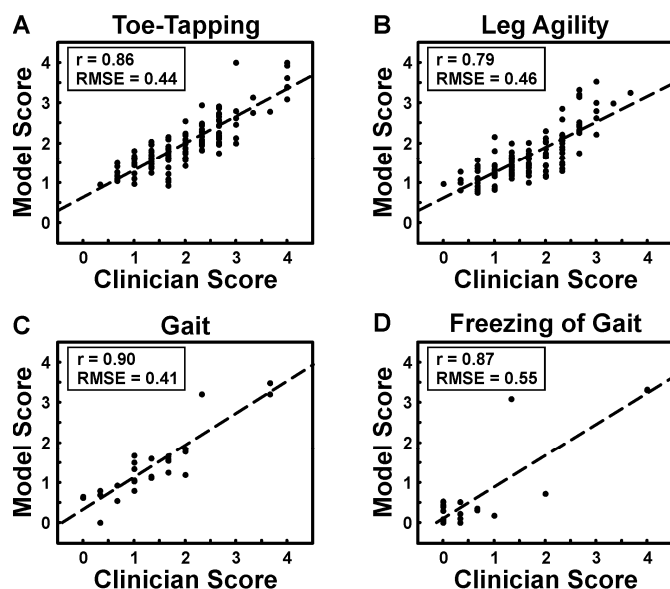 A Toe-Tapping
r = 0.86
RMSE = 0.44
Model Score
4
3
2
1
0
0 1 2 3 4
Clinician Score
B Leg Agility
r = 0.79
RMSE = 0.46
Model Score
4
3
2
1
0
0 1 2 3 4
Clinician Score
C Gait
r = 0.90
RMSE = 0.41
Model Score
4
3
2
1
0
0 1 2 3 4
Clinician Score
D Freezing of Gait
r = 0.87
RMSE = 0.55
Model Score
4
3
2
1
0
0 1 2 3 4
Clinician Score